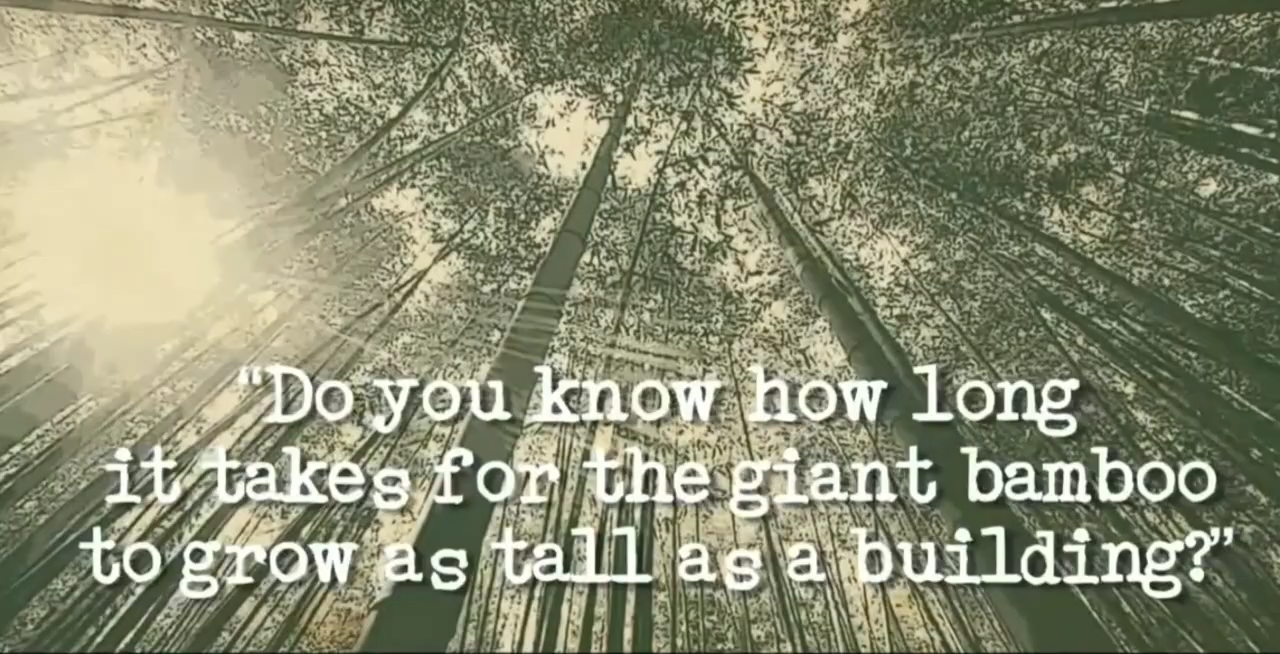 “Do you know how long
it takes for the giant bamboo
to grow as tall as a building?”